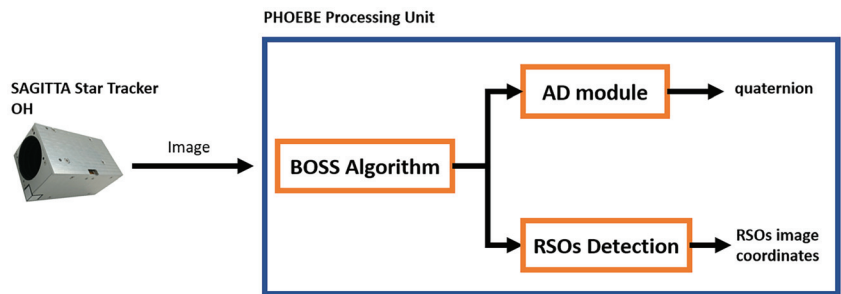 PHOEBE Processing Unit
SAGITTA Star Tracker
OH
Image
BOSS Algorithm
AD module
quaternion
RSOs Detection
RSOs image
coordinates